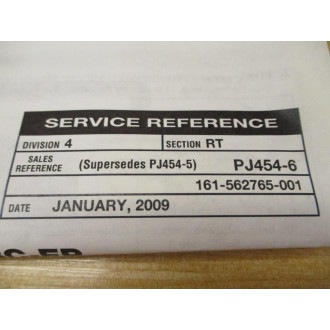 SERVICE REFERENCE
DIVISION 4 SECTION RT
SALES REFERENCE (Supersedes PJ454-5) PJ454-6
161-562765-001
DATE JANUARY, 2009